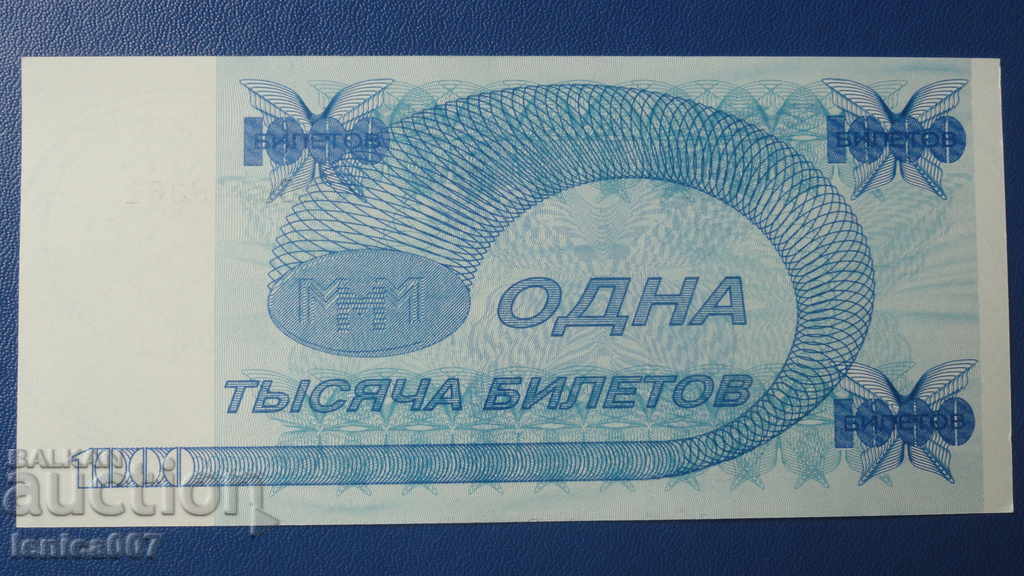 1000 БИЛЕТОВ
1000 БИЛЕТОВ
МММ
ОДНА
ТЫСЯЧА БИЛЕТОВ
1000 БИЛЕТОВ
1000
BALKAN
auction
lenica007